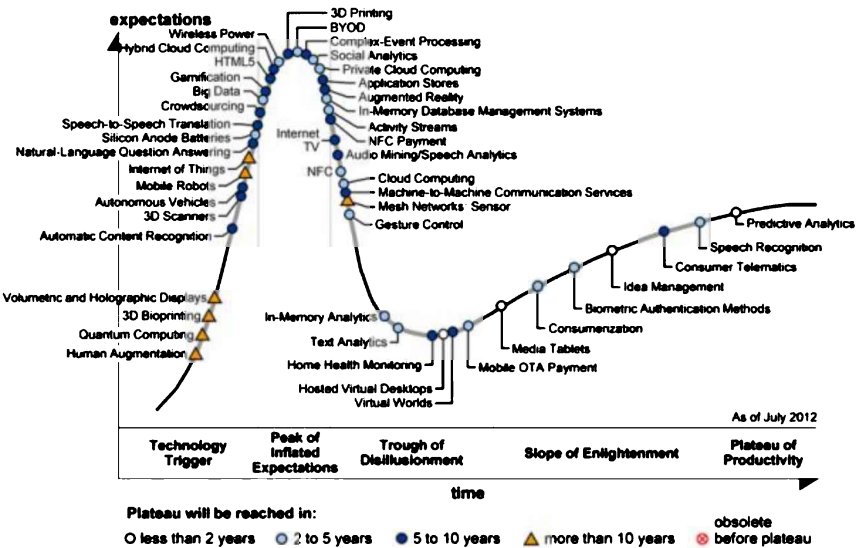 expectations
3D Printing
BYOD
Wireless Power
Complex-Event Processing
Hybrid Cloud Computing
Social Analytics
HTML5
Private Cloud Computing
Gamification
Application Stores
Big Data
Augmented Reality
Crowdsourcing
In-Memory Database Management Systems
Speech-to-Speech Translation
Activity Streams
Silicon Anode Batteries
Internet
TV
NFC Payment
Natural-Language Question Answering
Audio Mining/Speech Analytics
Internet of Things
NFC
Cloud Computing
Mobile Robots
Machine-to-Machine Communication Services
Autonomous Vehicles
Mesh Networks Sensor
3D Scanners
Gesture Control
Automatic Content Recognition
Predictive Analytics
Speech Recognition
Consumer Telematics
Idea Management
Volumetric and Holographic Displays
Biometric Authentication Methods
3D Bioprinting
In-Memory Analytics
Consumerization
Quantum Computing
Text Analytics
Media Tablets
Human Augmentation
Home Health Monitoring
Mobile OTA Payment
Hosted Virtual Desktops
Virtual Worlds
As of July 2012
Technology
Trigger
Peak of
Inflated
Expectations
Trough of
Disillusionment
Slope of Enlightenment
Plateau of
Productivity
time
Plateau will be reached in:
less than 2 years
2 to 5 years
5 to 10 years
more than 10 years
obsolete
before plateau